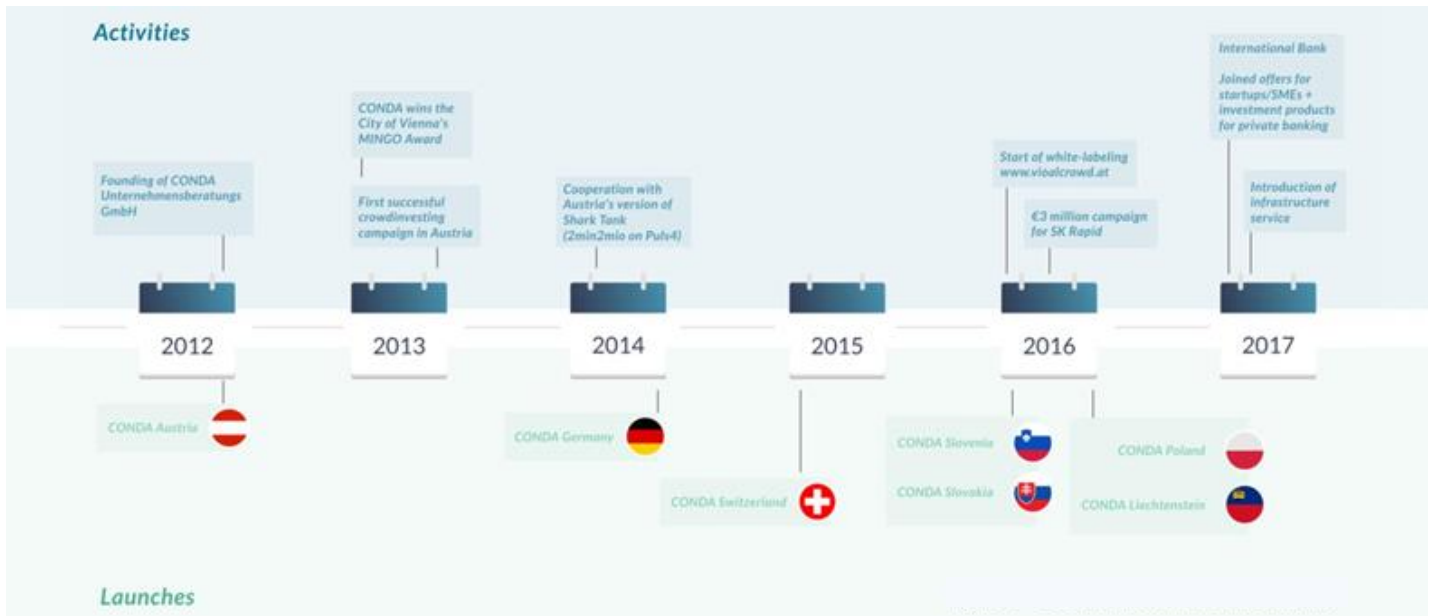 Activities
International Bank
Joined offers for
startups/SMEs +
investment products
for private banking
CONDA wins the
City of Vienna's
MINGO Award
Start of white-labeling
www.vioalcrowd.at
Founding of CONDA
Unternehmensberatungs
GmbH
First successful
crowdinvesting
campaign in Austria
Cooperation with
Austria's version of
Shark Tank
(2min2mio on Puls4)
€3 million campaign
for SK Rapid
Introduction of
infrastructure
service
2012
2013
2014
2015
2016
2017
CONDA Austria
CONDA Germany
CONDA Switzerland
CONDA Slovenia
CONDA Slovakia
CONDA Poland
CONDA Liechtenstein
Launches